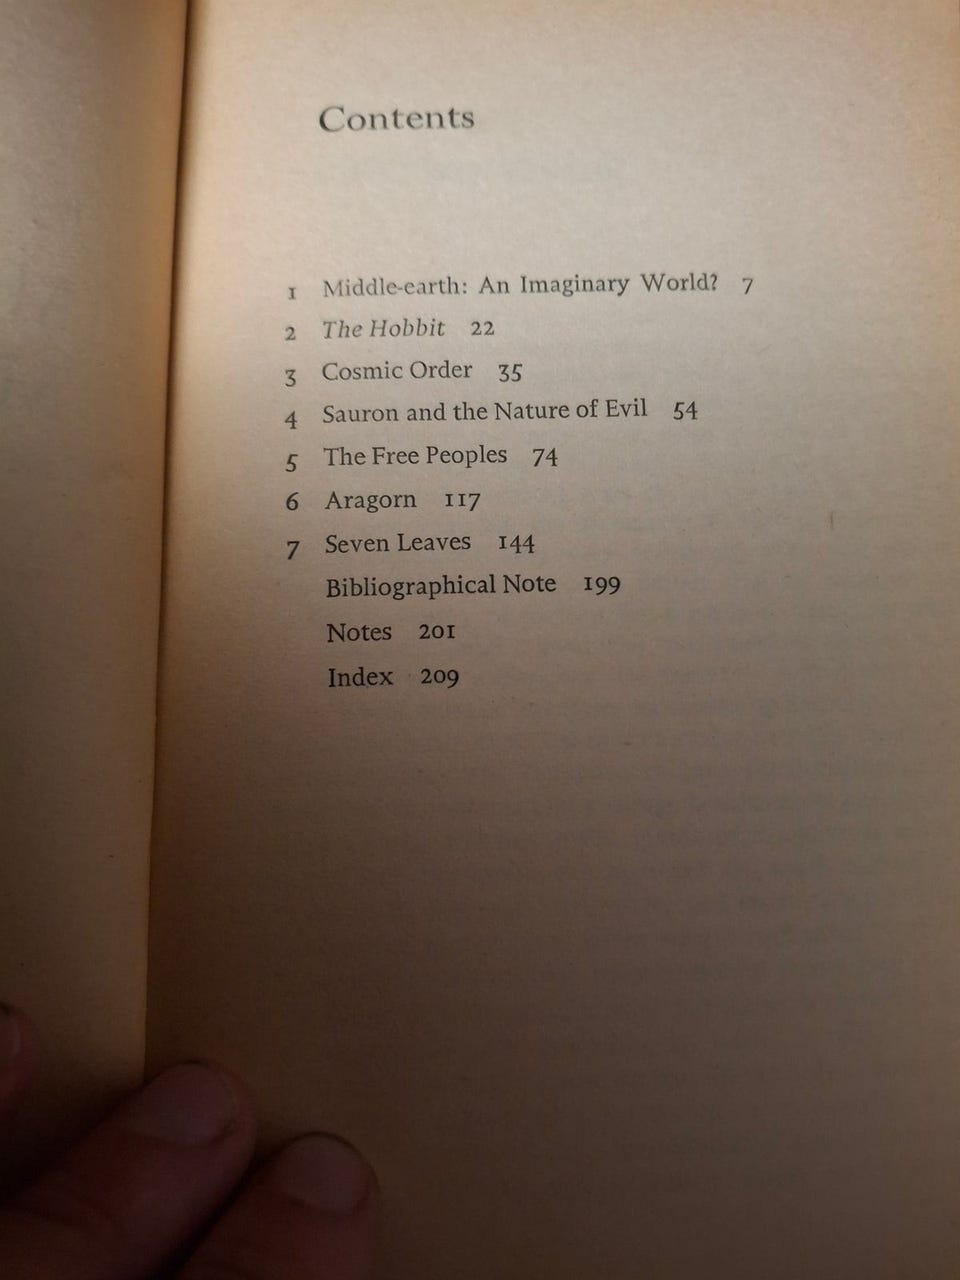 Contents
1 Middle-earth: An Imaginary World? 7
2 The Hobbit 22
3 Cosmic Order 35
4 Sauron and the Nature of Evil 54
5 The Free Peoples 74
6 Aragorn 117
7 Seven Leaves 144
Bibliographical Note 199
Notes 201
Index 209